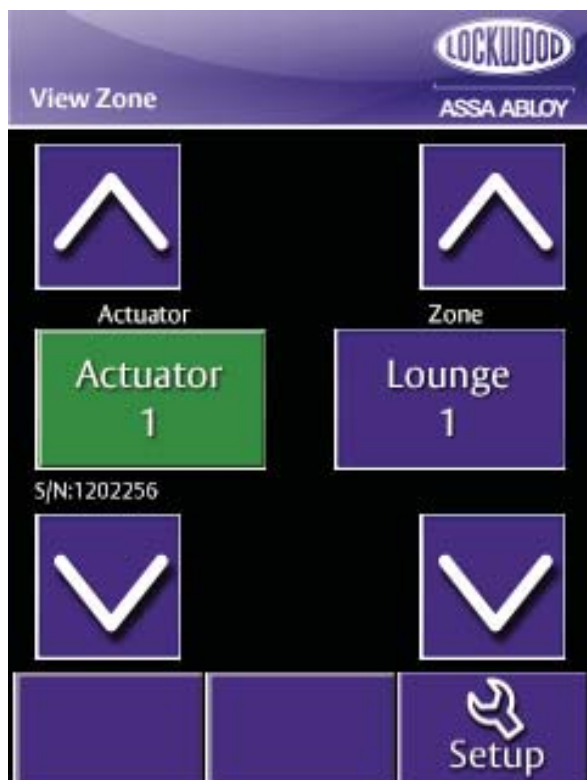 LOCKWOOD
View Zone
ASSA ABLOY
Actuator
Zone
Actuator
1
Lounge
1
S/N:1202256
Setup